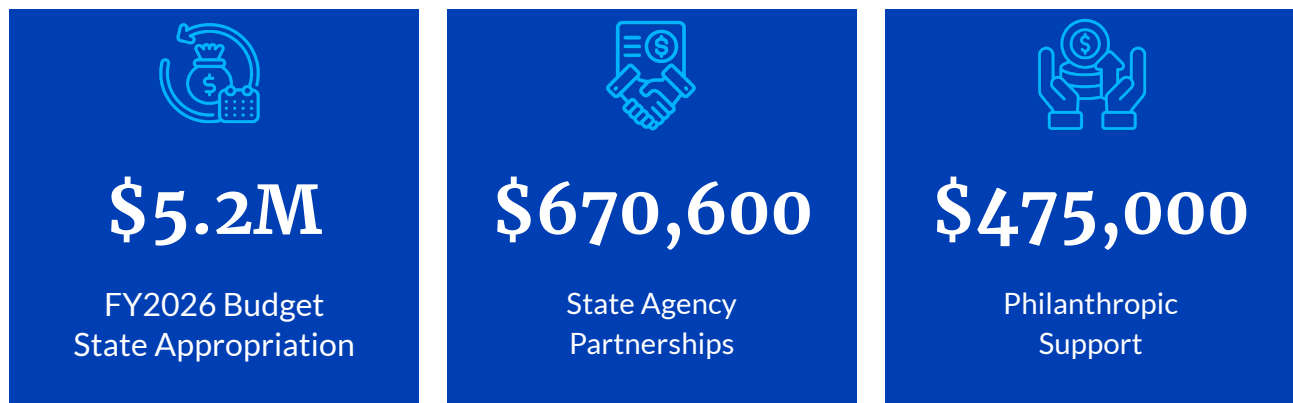 $5.2M
FY2026 Budget
State Appropriation
$670,600
State Agency
Partnerships
$475,000
Philanthropic
Support